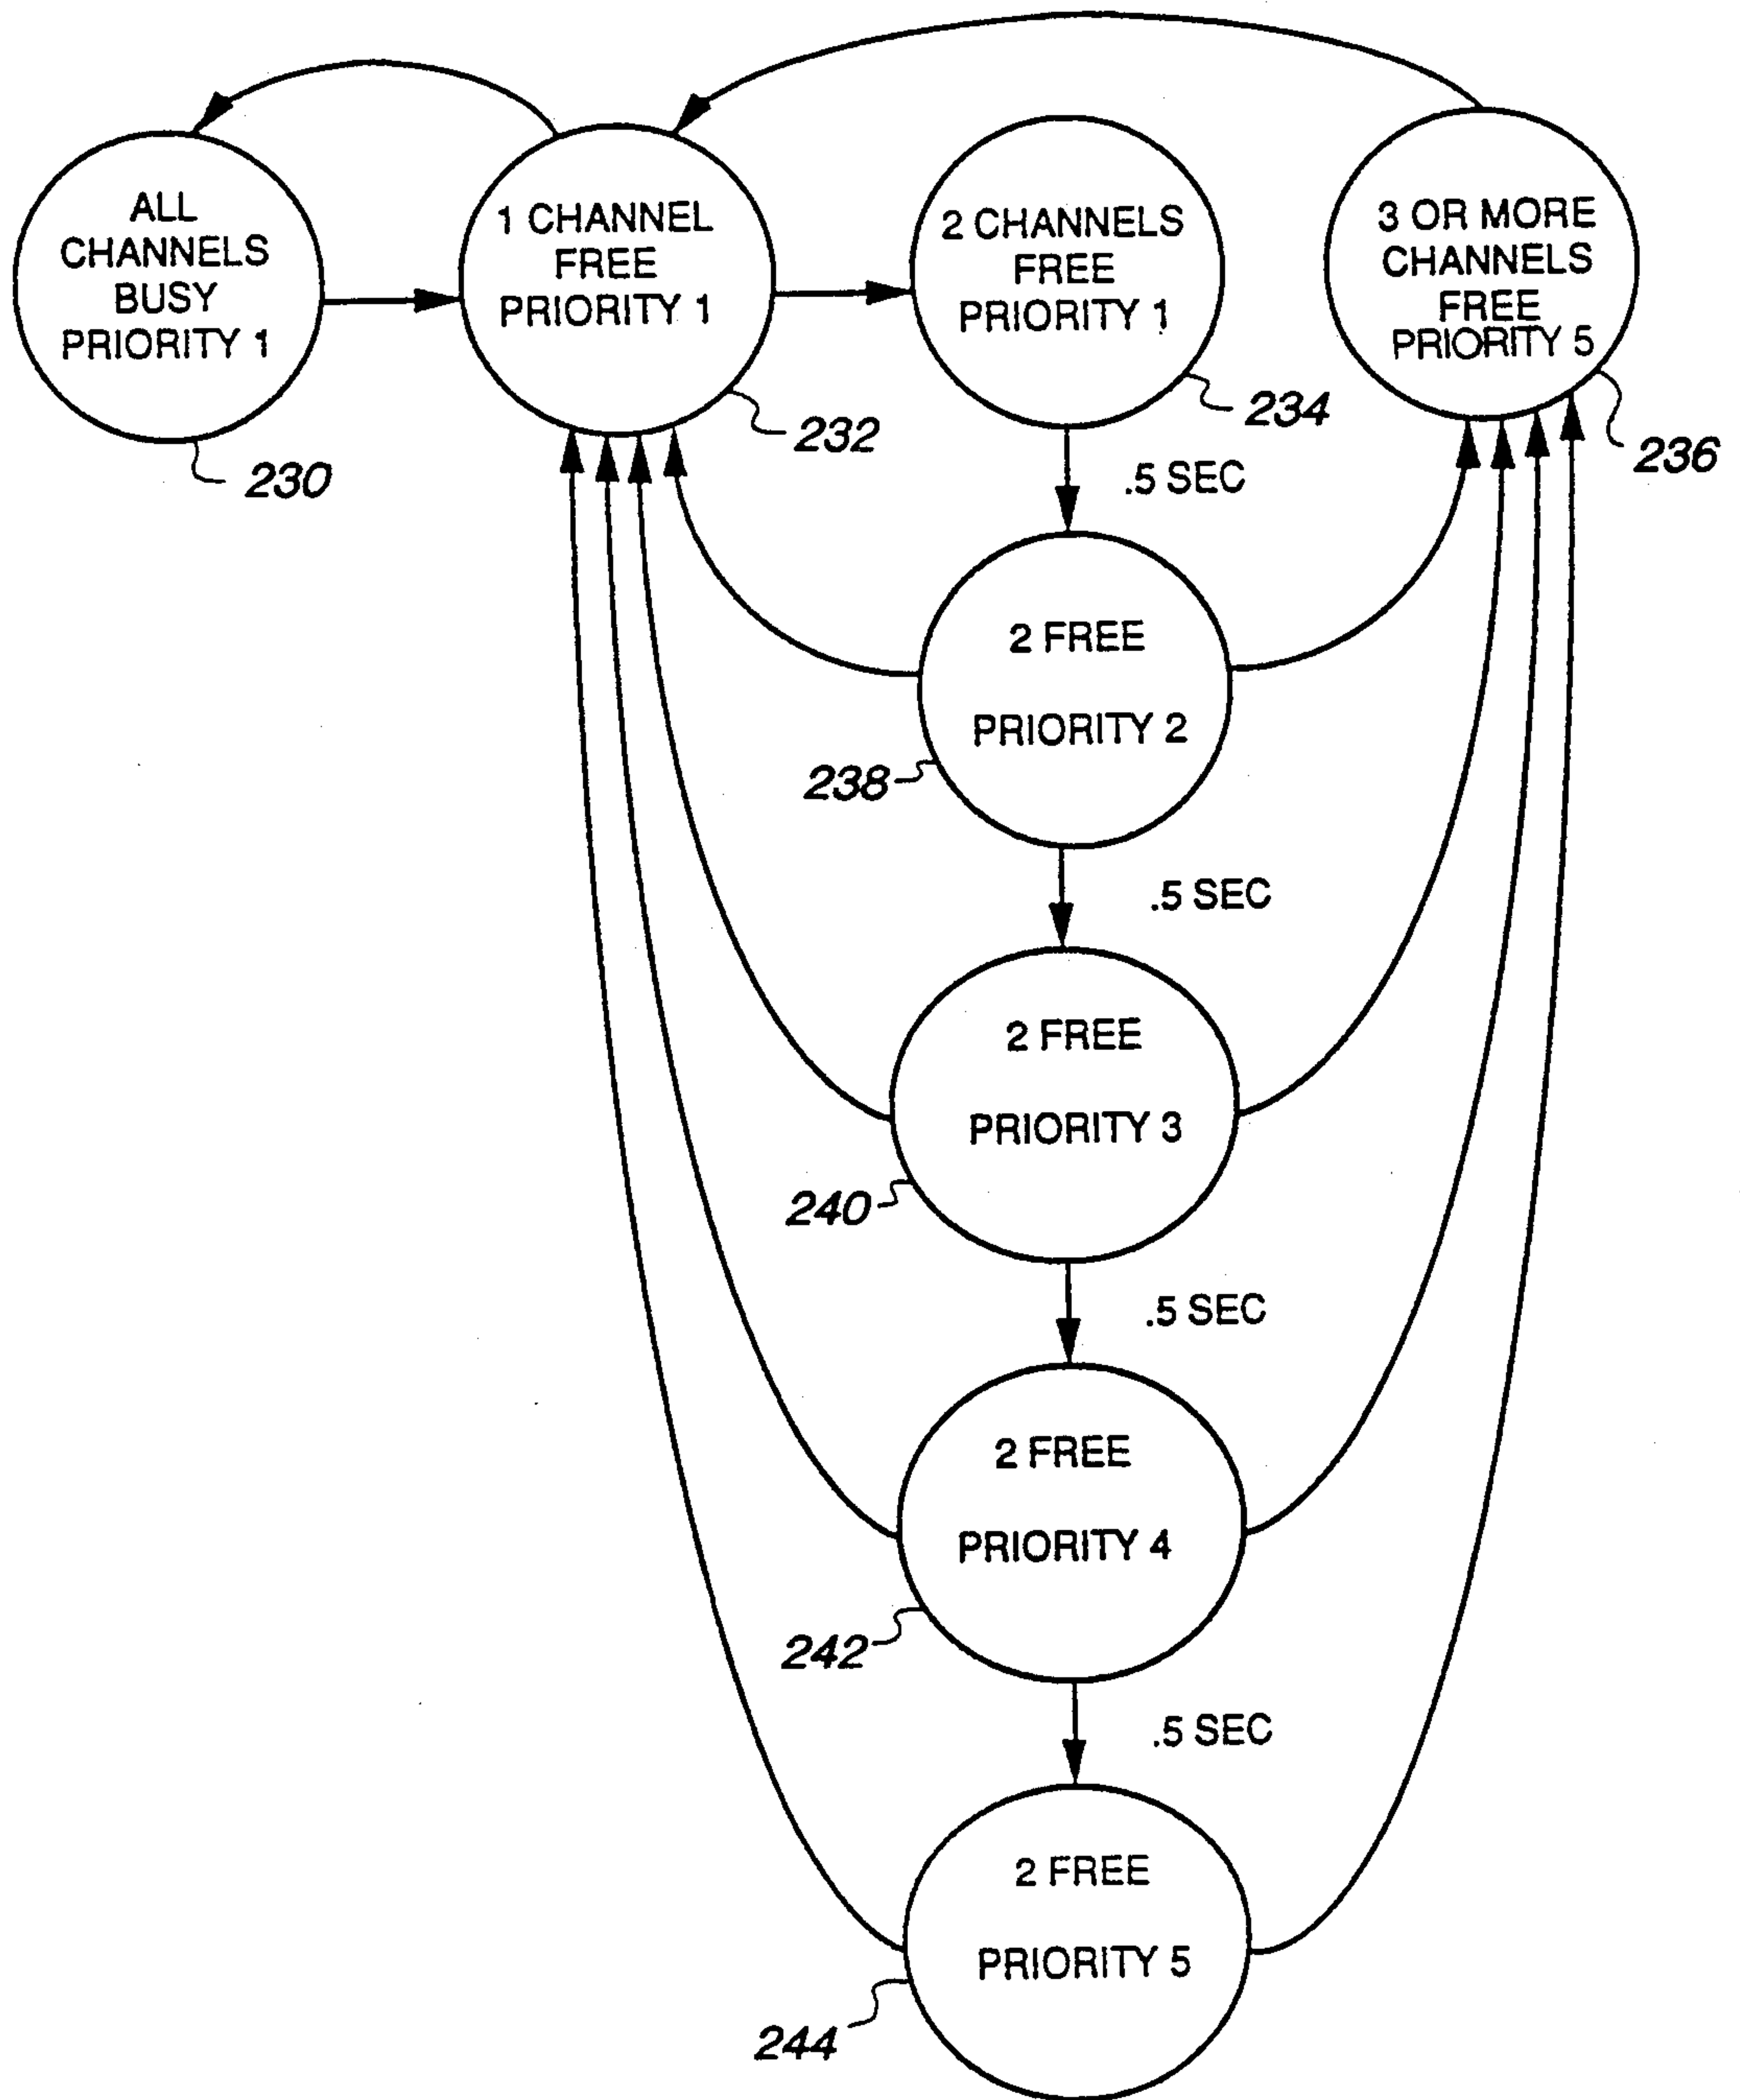 ALL
CHANNELS
BUSY
PRIORITY 1
230
1 CHANNEL
FREE
PRIORITY 1
232
2 CHANNELS
FREE
PRIORITY 1
234
3 OR MORE
CHANNELS
FREE
PRIORITY 5
236
.5 SEC
2 FREE
PRIORITY 2
238
.5 SEC
2 FREE
PRIORITY 3
240
.5 SEC
2 FREE
PRIORITY 4
242
.5 SEC
2 FREE
PRIORITY 5
244